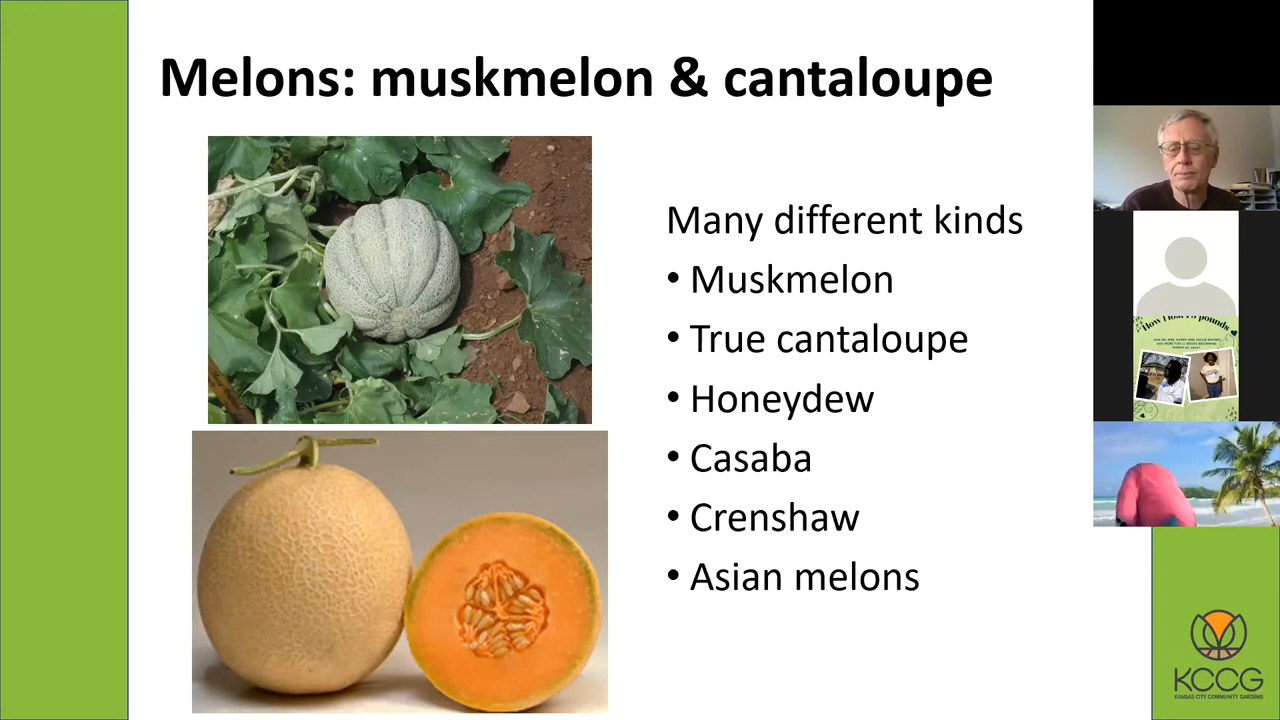 Melons: muskmelon & cantaloupe
Many different kinds
• Muskmelon
• True cantaloupe
• Honeydew
• Casaba
• Crenshaw
• Asian melons
KCCG
KANSAS CITY COMMUNITY GARDENS